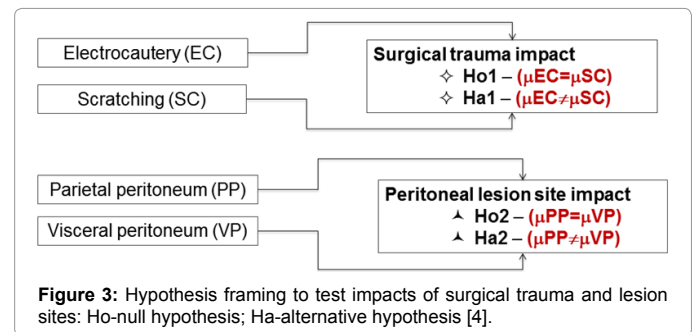 Electrocautery (EC)
Scratching (SC)
Surgical trauma impact
✧ Ho1 – (μEC=μSC)
✧ Ha1 – (μEC≠μSC)
Parietal peritoneum (PP)
Visceral peritoneum (VP)
Peritoneal lesion site impact
Ho2 – (μPP=μVP)
Ha2 – (μPP≠μVP)
Figure 3: Hypothesis framing to test impacts of surgical trauma and lesion
sites: Ho-null hypothesis; Ha-alternative hypothesis [4].